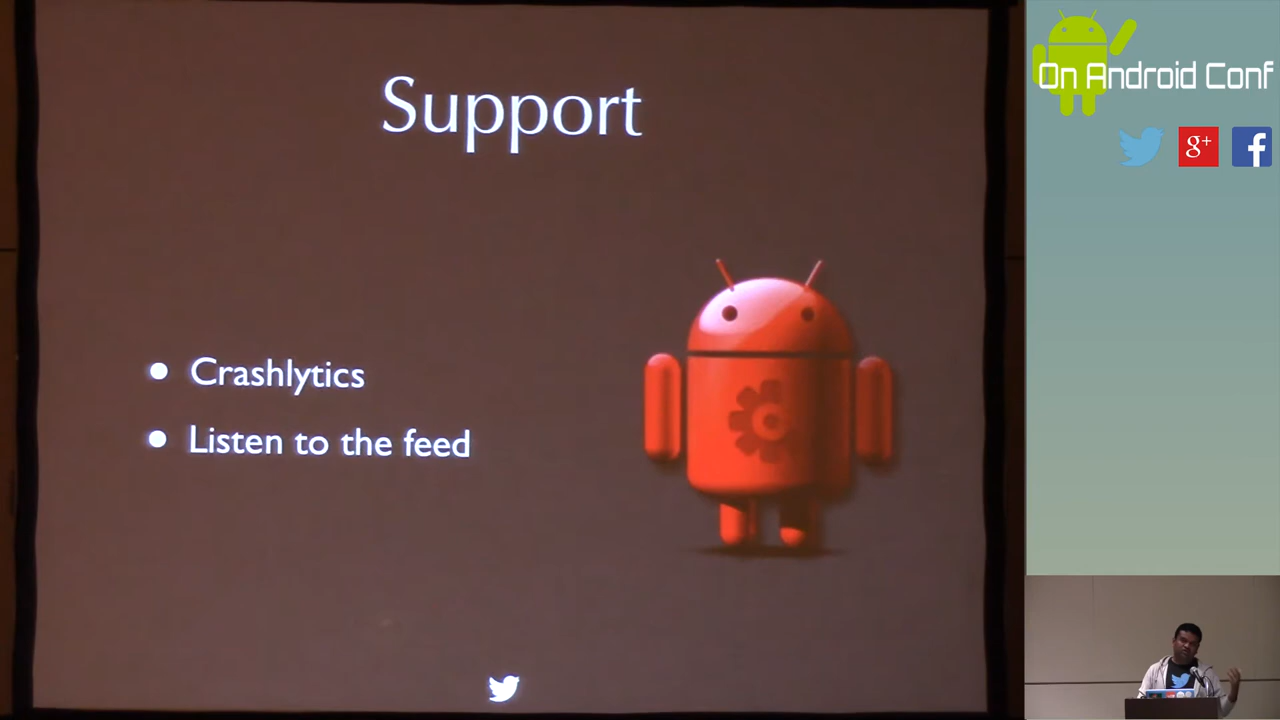 Support
• Crashlytics
• Listen to the feed
On Android Conf
g+
f